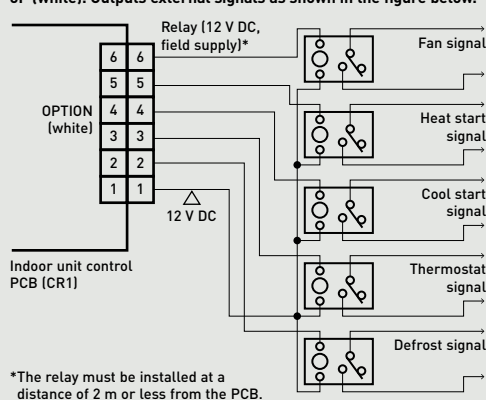 or (white). Outputs external signals as shown in the figure below.
Relay (12 V DC,
field supply)*
Fan signal
6 6
5 5
4 4
3 3
2 2
1 1
OPTION
(white)
Heat start
signal
Cool start
signal
12 V DC
Thermostat
signal
Indoor unit control
PCB (CR1)
Defrost signal
*The relay must be installed at a
distance of 2 m or less from the PCB.